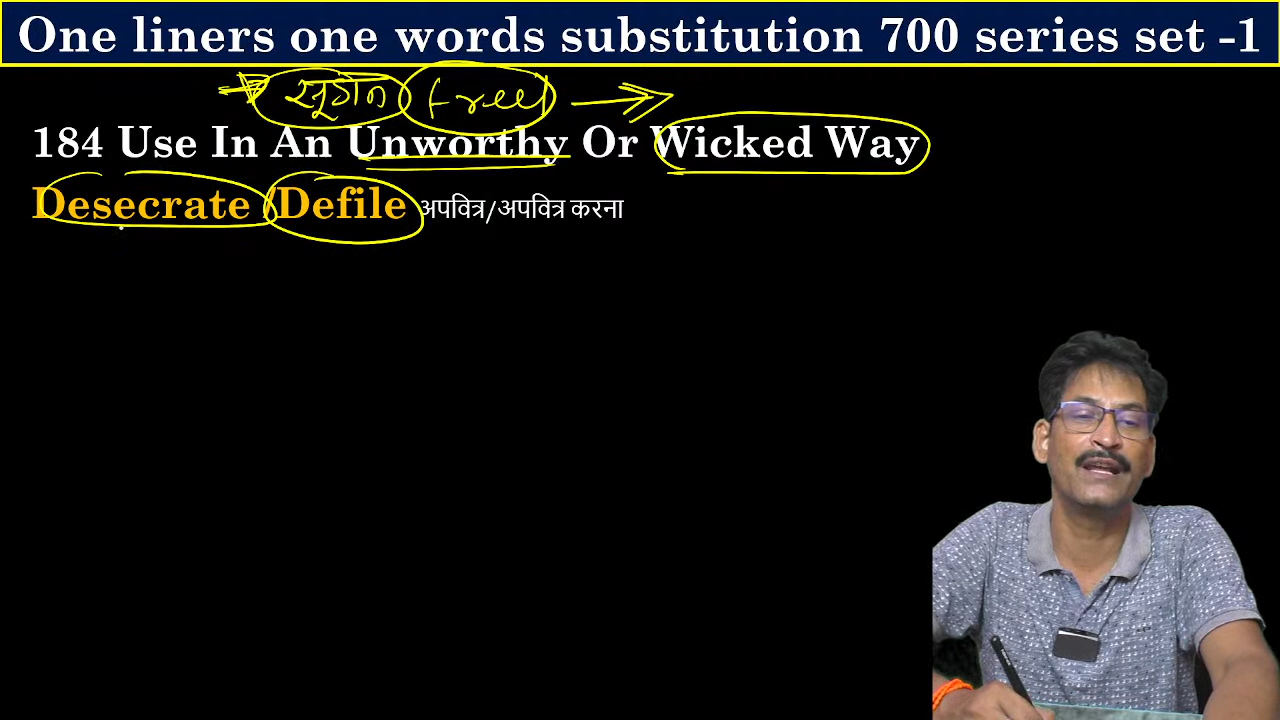 One liners one words substitution 700 series set -1
free
184 Use In An Unworthy Or Wicked Way
Desecrate /Defile अपवित्र/अपवित्र करना